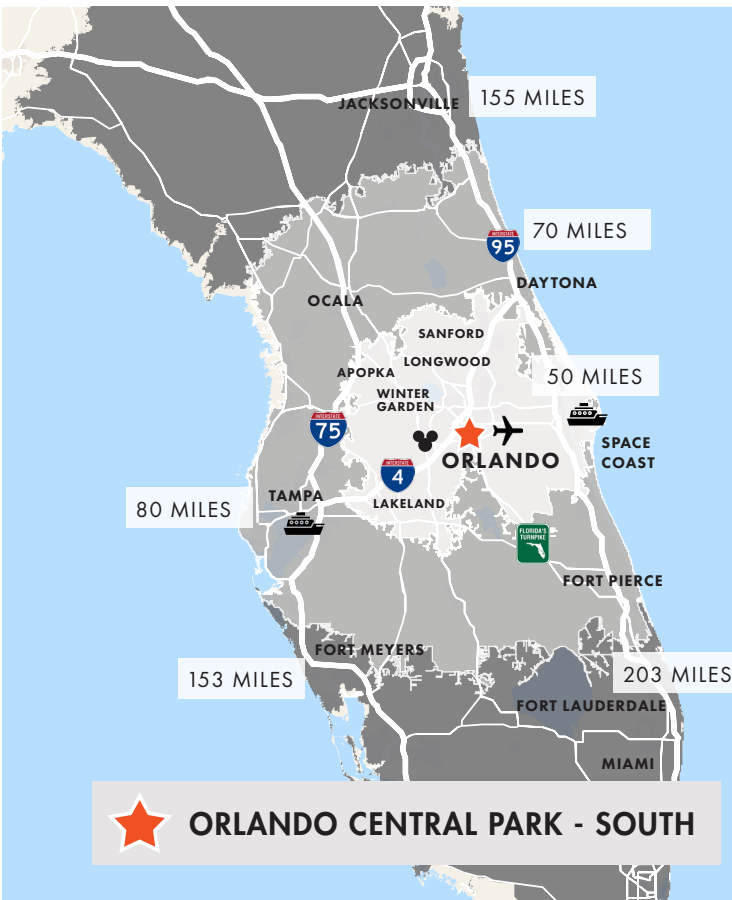 JACKSONVILLE
155 MILES
70 MILES
INTERSTATE
95
DAYTONA
OCALA
SANFORD
LONGWOOD
APOPKA
50 MILES
WINTER
GARDEN
INTERSTATE
75
SPACE
COAST
ORLANDO
INTERSTATE
4
TAMPA
LAKELAND
80 MILES
FLORIDA'S
TURNPIKE
FORT PIERCE
FORT MEYERS
153 MILES
203 MILES
FORT LAUDERDALE
MIAMI
ORLANDO CENTRAL PARK - SOUTH